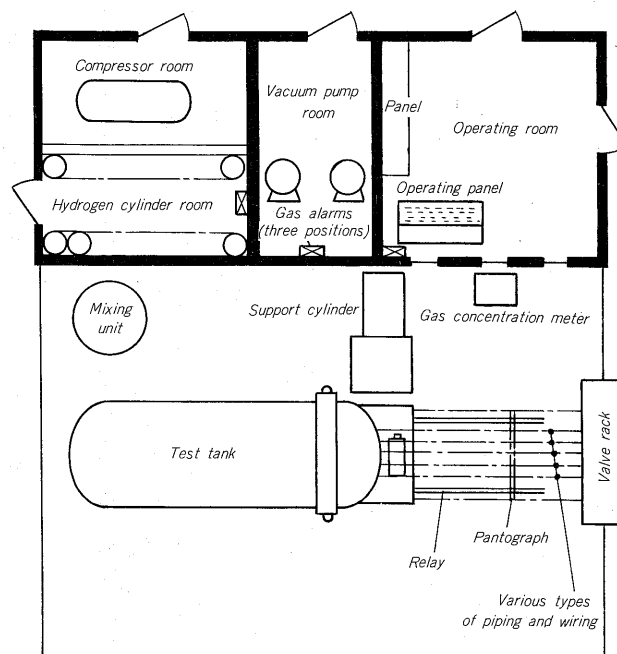 Compressor room
Vacuum pump
room
Panel
Operating room
Hydrogen cylinder room
Operating panel
Gas alarms
(three positions)
Mixing
unit
Support cylinder
Gas concentration meter
Test tank
Valve rack
Pantograph
Relay
Various types
of piping and wiring